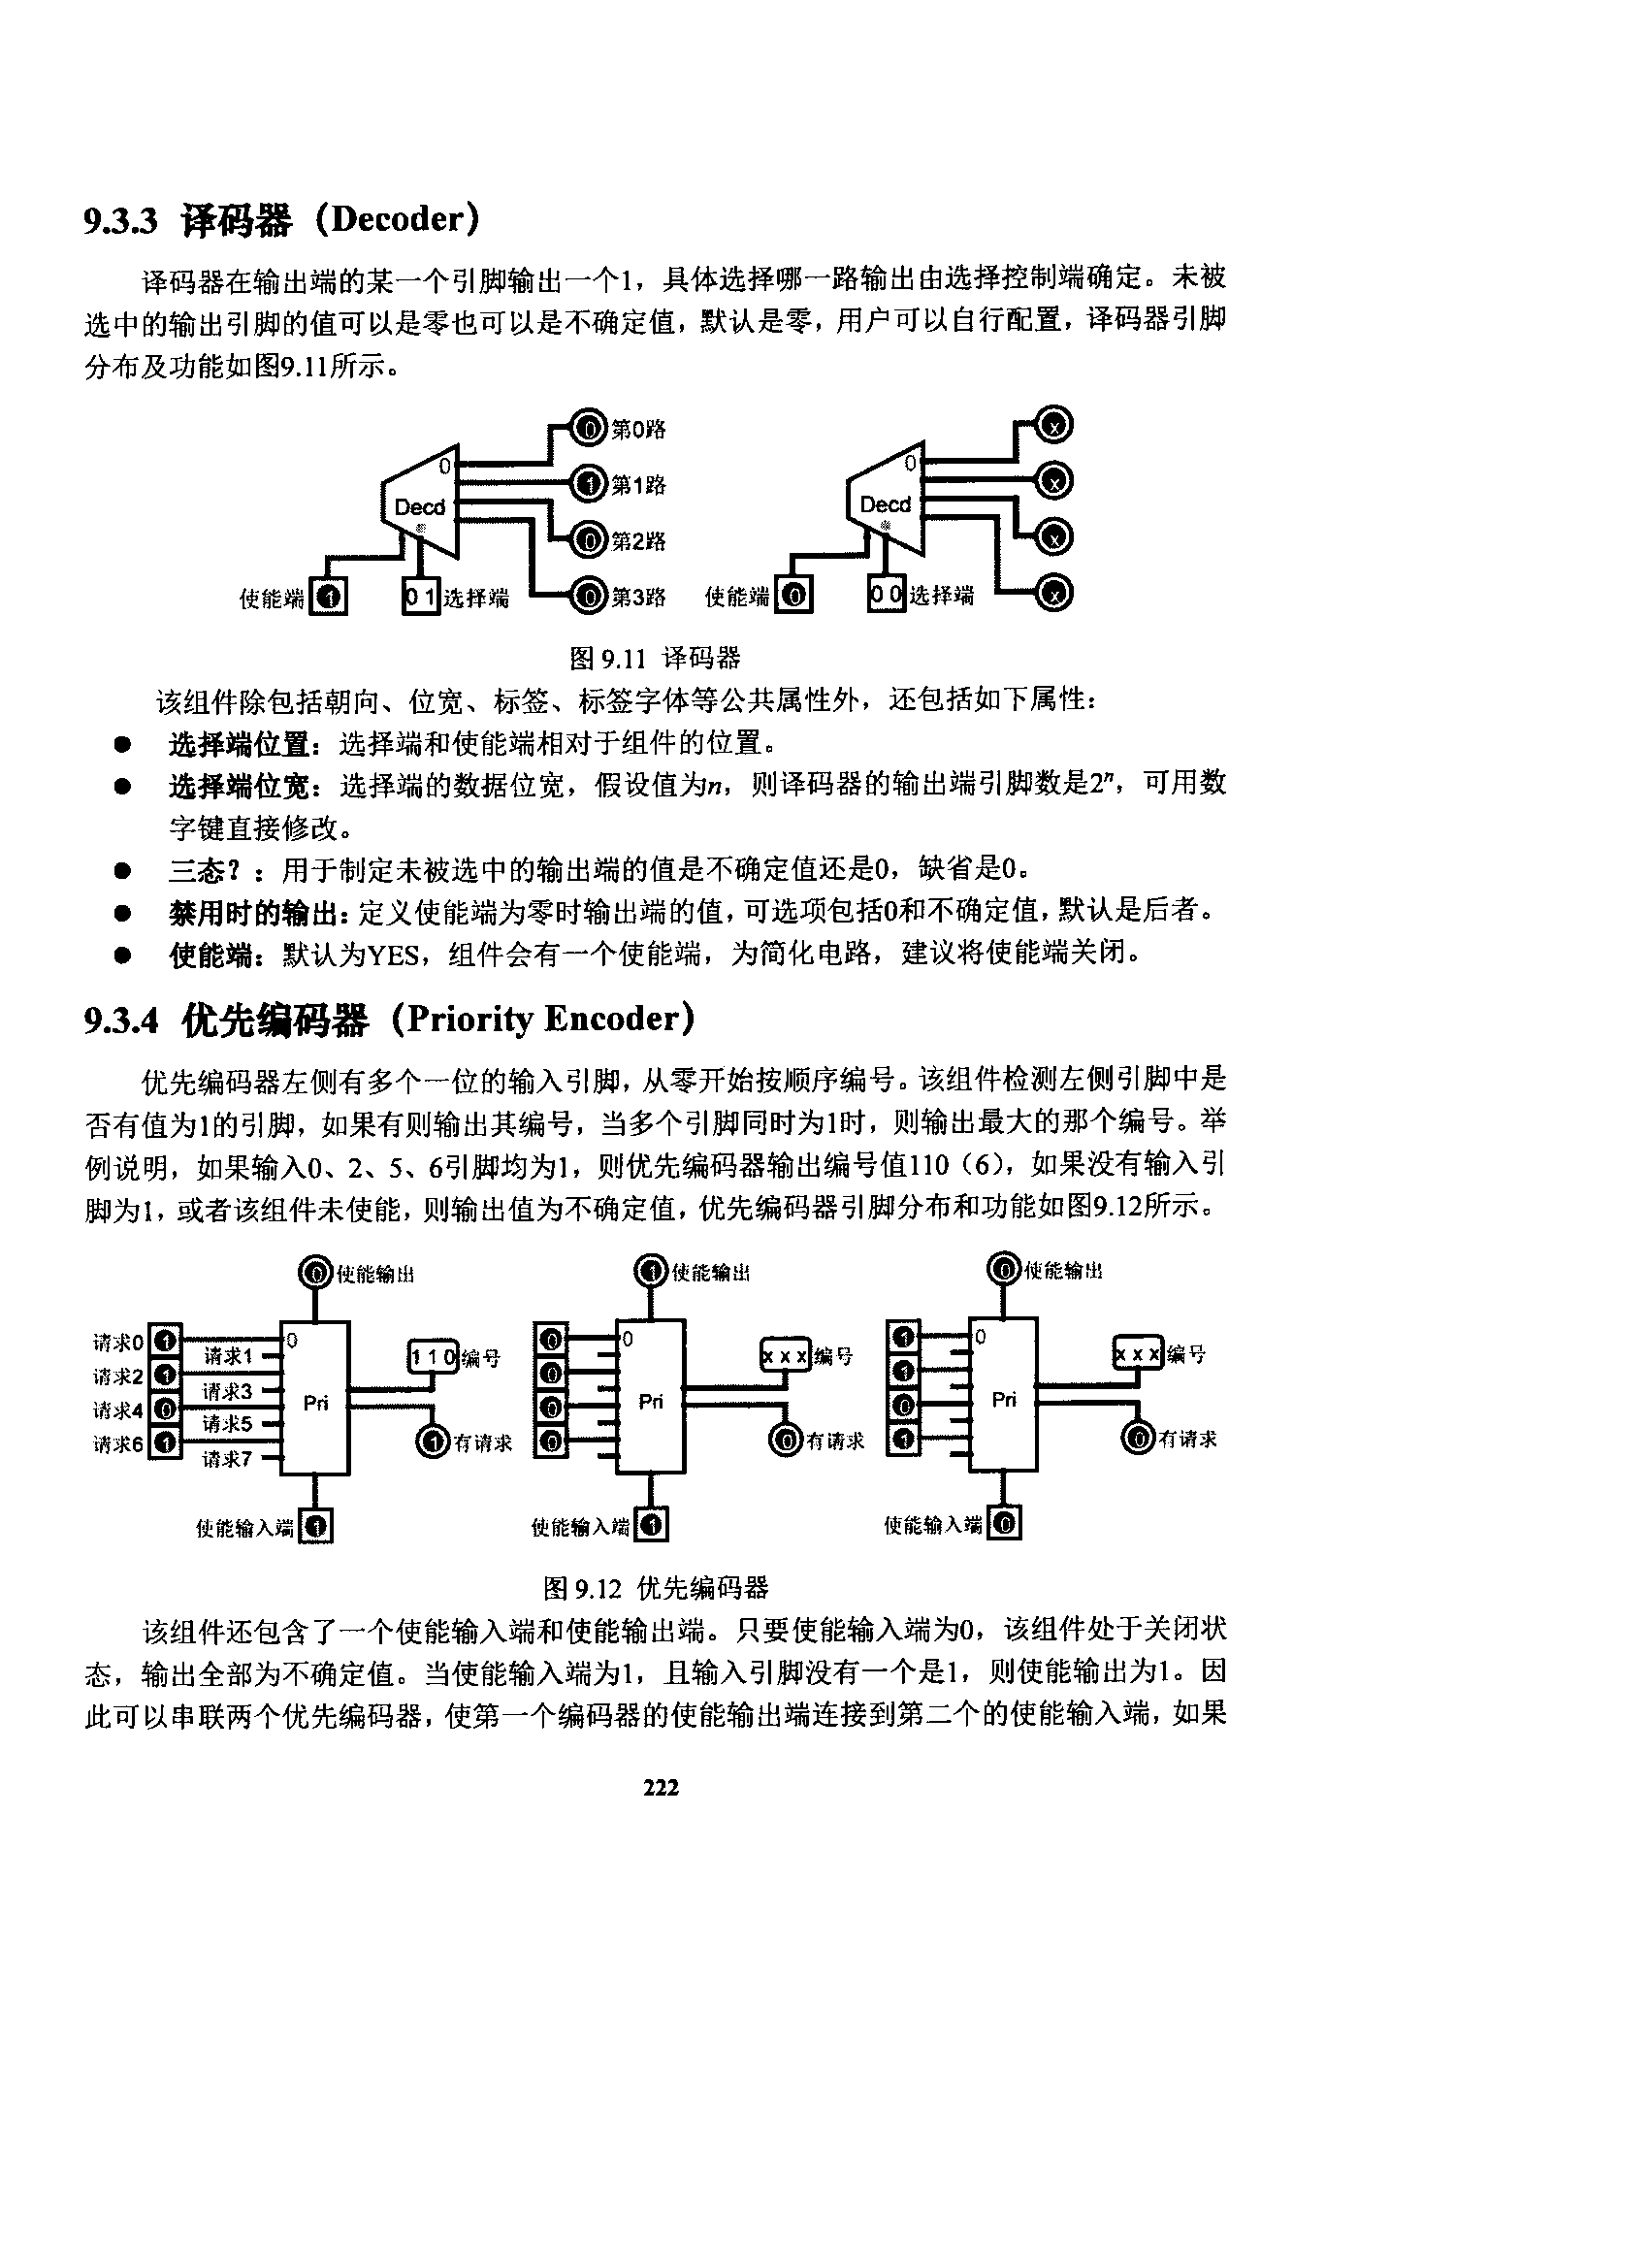 9.3.3 译码器（Decoder）
译码器在输出端的某一个引脚输出一个1，具体选择哪一路输出由选择控制端确定。未被
选中的输出引脚的值可以是零也可以是不确定值，默认是零，用户可以自行配置，译码器引脚
分布及功能如图9.11所示。
0 第0路
0
1 第1路
Decd
0 第2路
使能端 1
0 1 选择端
0 第3路
x
0
x
Decd
x
使能端 0
0 0 选择端
x
图 9.11 译码器
该组件除包括朝向、位宽、标签、标签字体等公共属性外，还包括如下属性：
● 选择端位置：选择端和使能端相对于组件的位置。
● 选择端位宽：选择端的数据位宽，假设值为n，则译码器的输出端引脚数是2ⁿ，可用数
字键直接修改。
● 三态？：用于制定未被选中的输出端的值是不确定值还是0，缺省是0。
● 禁用时的输出：定义使能端为零时输出端的值，可选项包括0和不确定值，默认是后者。
● 使能端：默认为YES，组件会有一个使能端，为简化电路，建议将使能端关闭。
9.3.4 优先编码器（Priority Encoder）
优先编码器左侧有多个一位的输入引脚，从零开始按顺序编号。该组件检测左侧引脚中是
否有值为1的引脚，如果有则输出其编号，当多个引脚同时为1时，则输出最大的那个编号。举
例说明，如果输入0、2、5、6引脚均为1，则优先编码器输出编号值110（6），如果没有输入引
脚为1，或者该组件未使能，则输出值为不确定值，优先编码器引脚分布和功能如图9.12所示。
0 使能输出
请求0 1
0
请求1
请求2 1
请求3
请求4 0
请求5
请求6 1
请求7
Pri
1 1 0 编号
1 有请求
使能输入端 1
1 使能输出
0
0
0
0
0
Pri
x x x 编号
0 有请求
使能输入端 1
0 使能输出
1
0
1
0
1
Pri
x x x 编号
0 有请求
使能输入端 0
图 9.12 优先编码器
该组件还包含了一个使能输入端和使能输出端。只要使能输入端为0，该组件处于关闭状
态，输出全部为不确定值。当使能输入端为1，且输入引脚没有一个是1，则使能输出为1。因
此可以串联两个优先编码器，使第一个编码器的使能输出端连接到第二个的使能输入端，如果
222